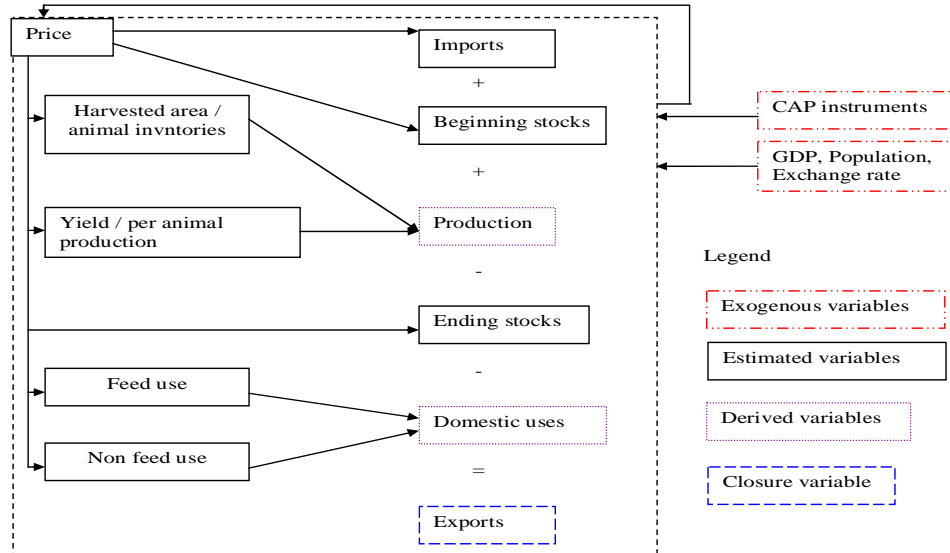 Price
Imports
+
Harvested area /
animal invntories
Beginning stocks
+
Yield / per animal
production
Production
-
Ending stocks
-
Feed use
Domestic uses
Non feed use
=
Exports
CAP instruments
GDP, Population,
Exchange rate
Legend
Exogenous variables
Estimated variables
Derived variables
Closure variable